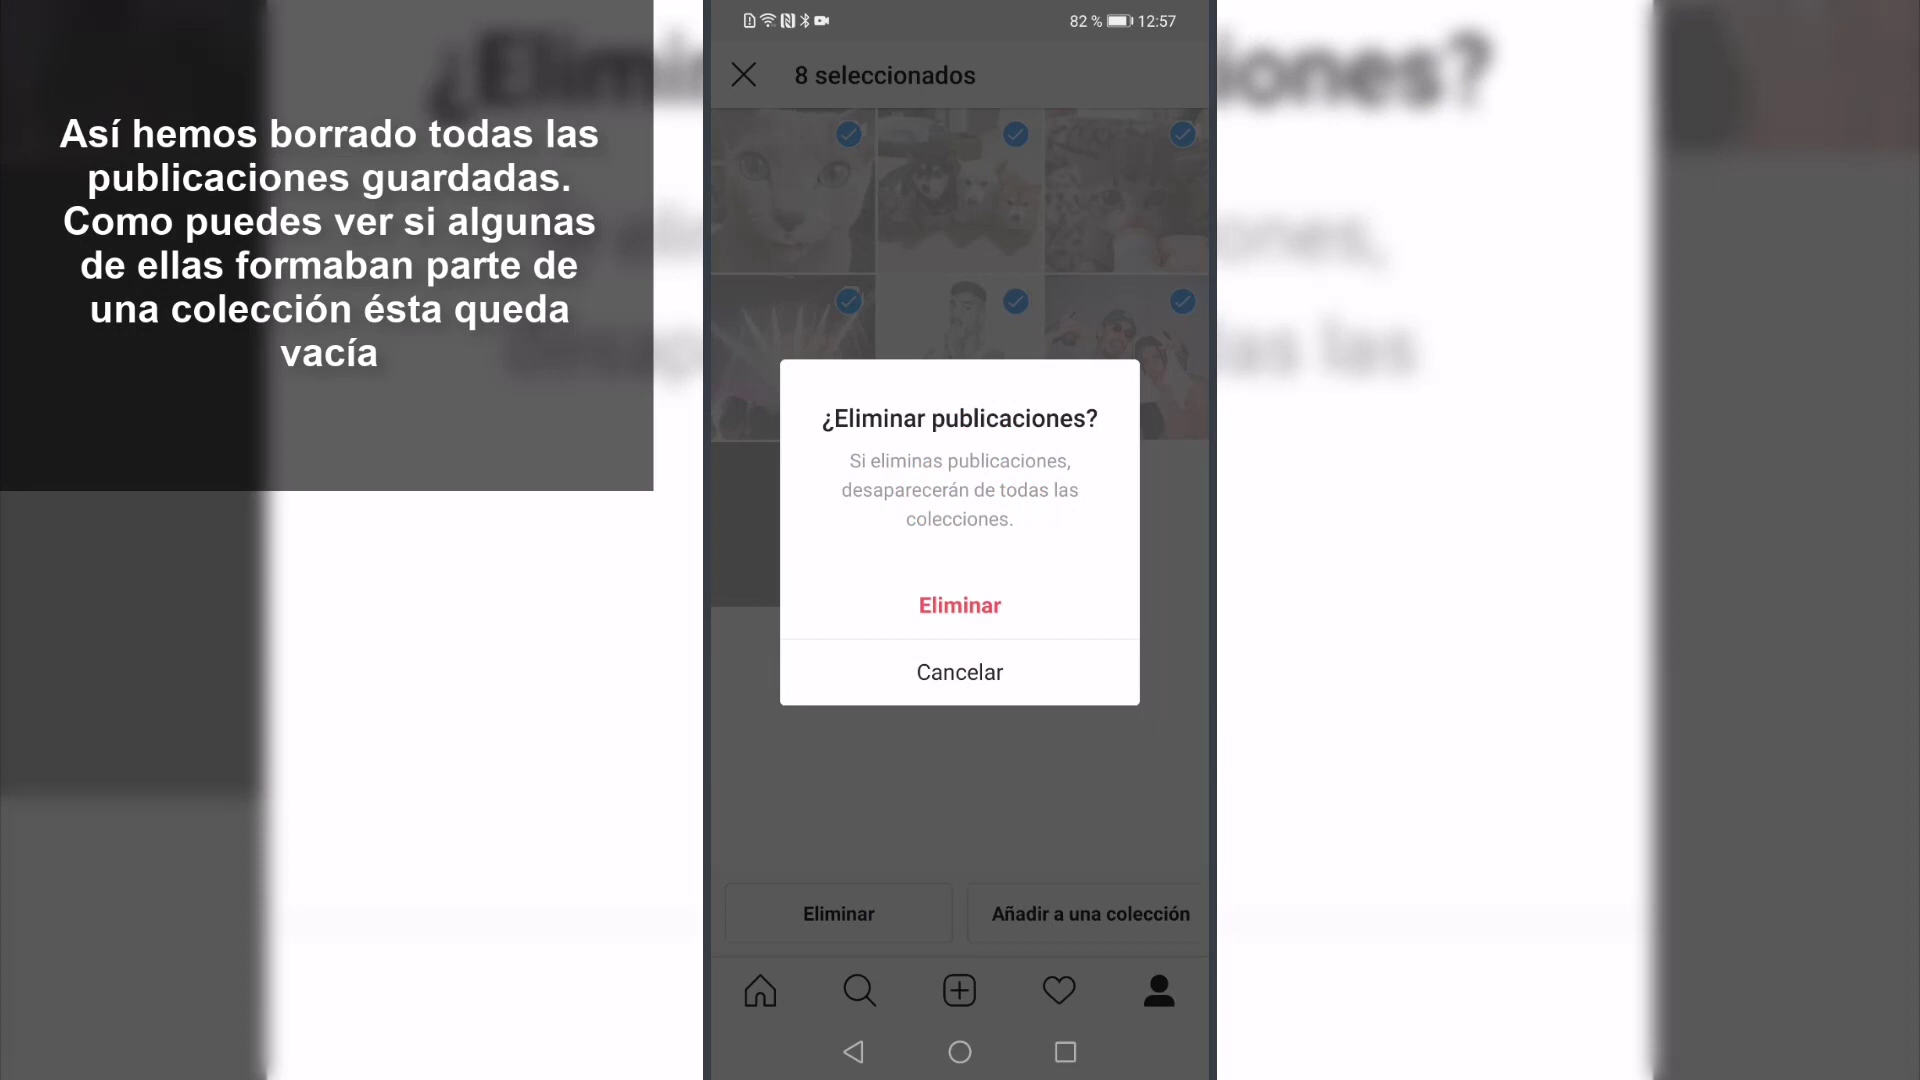 Así hemos borrado todas las
publicaciones guardadas.
Como puedes ver si algunas
de ellas formaban parte de
una colección ésta queda
vacía
82 % 12:57
8 seleccionados
¿Eliminar publicaciones?
Si eliminas publicaciones,
desaparecerán de todas las
colecciones.
Eliminar
Cancelar
Eliminar
Añadir a una colección